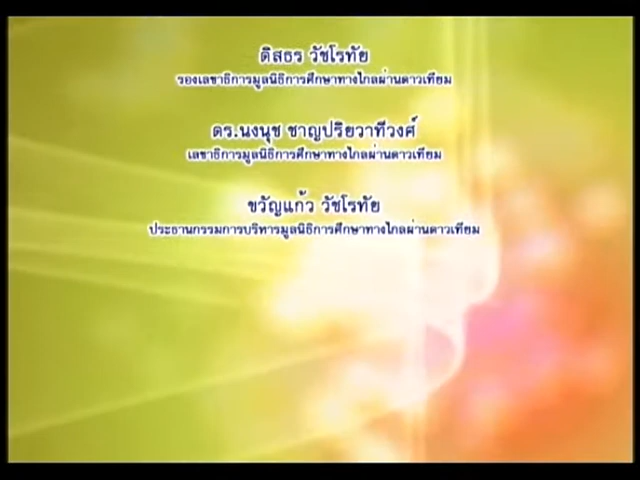 ดิสธร วัชโรทัย
รองเลขาธิการมูลนิธิการศึกษาทางไกลผ่านดาวเทียม
ดร.นงนุช ชาญปริยวาทีวงศ์
เลขาธิการมูลนิธิการศึกษาทางไกลผ่านดาวเทียม
ขวัญแก้ว วัชโรทัย
ประธานกรรมการบริหารมูลนิธิการศึกษาทางไกลผ่านดาวเทียม